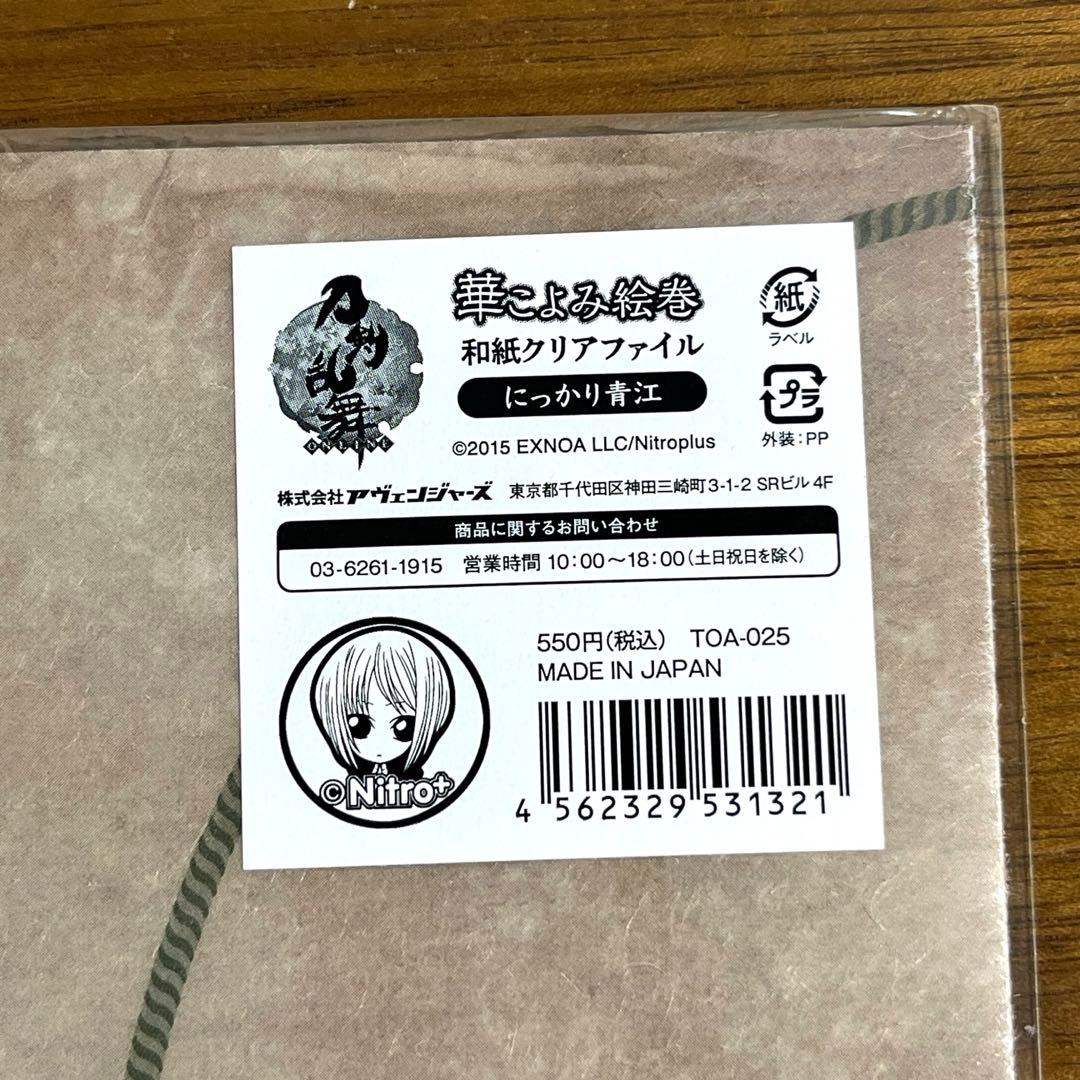 刀剣乱舞
ONLINE
華こよみ絵巻
和紙クリアファイル
にっかり青江
©2015 EXNOA LLC/Nitroplus
紙
ラベル
プラ
外装:PP
株式会社アヴェンジャーズ 東京都千代田区神田三崎町3-1-2 SRビル 4F
商品に関するお問い合わせ
03-6261-1915 営業時間 10:00～18:00(土日祝日を除く)
©Nitro+
550円(税込) TOA-025
MADE IN JAPAN
4 562329 531321